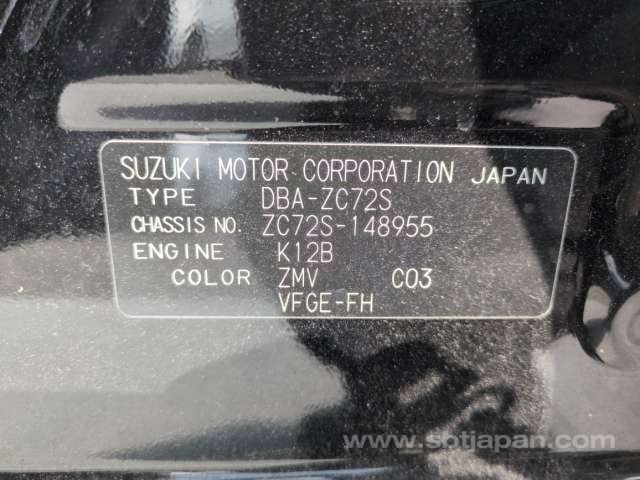 SUZUKI MOTOR CORPORATION JAPAN
TYPE DBA-ZC72S
CHASSIS NO. ZC72S-148955
ENGINE K12B
COLOR ZMV C03
VFGE-FH
www.sbtjapan.com